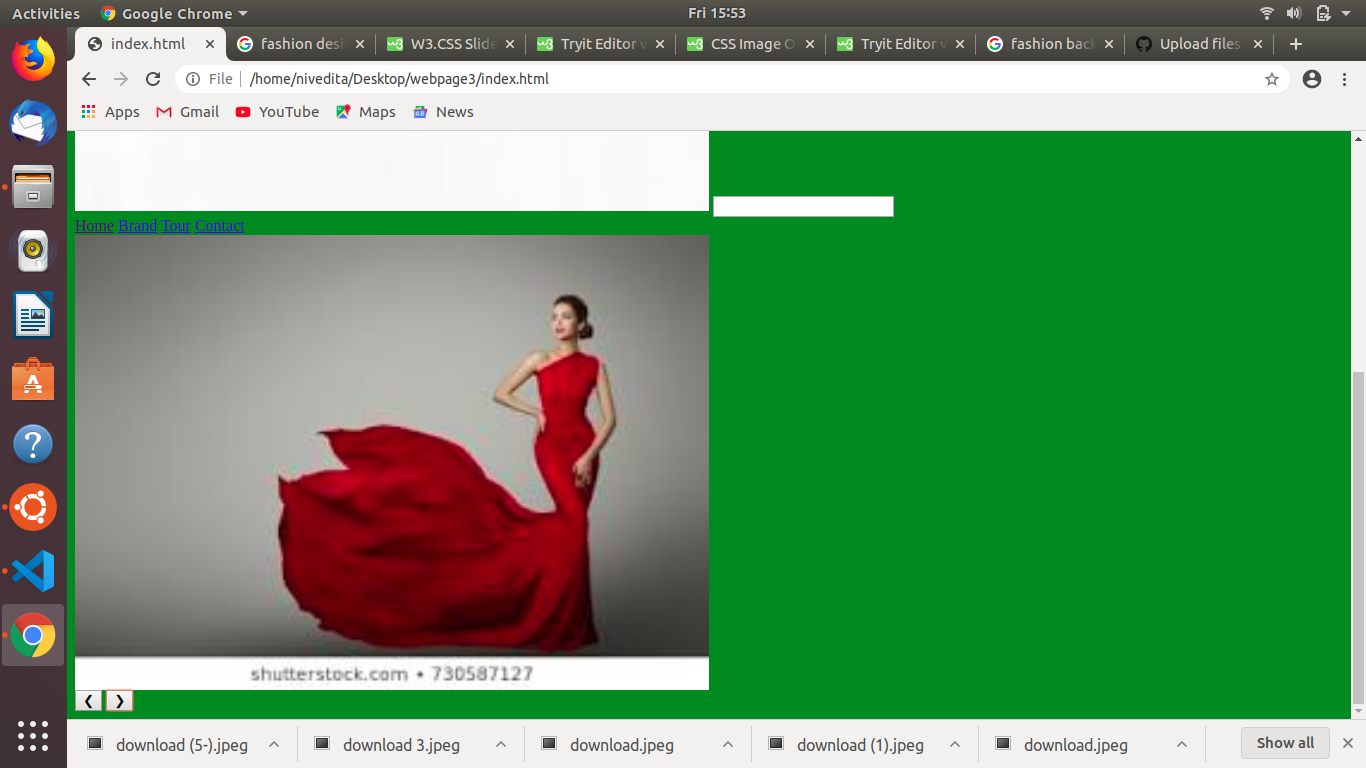 Activities Google Chrome Fri 15:53
index.html fashion desi W3.CSS Slide Tryit Editor v CSS Image O Tryit Editor v fashion back Upload files
File /home/nivedita/Desktop/webpage3/index.html
Apps Gmail YouTube Maps News
Home Brand Tour Contact
shutterstock.com • 730587127
❮ ❯
download (5-).jpeg download 3.jpeg download.jpeg download (1).jpeg download.jpeg Show all